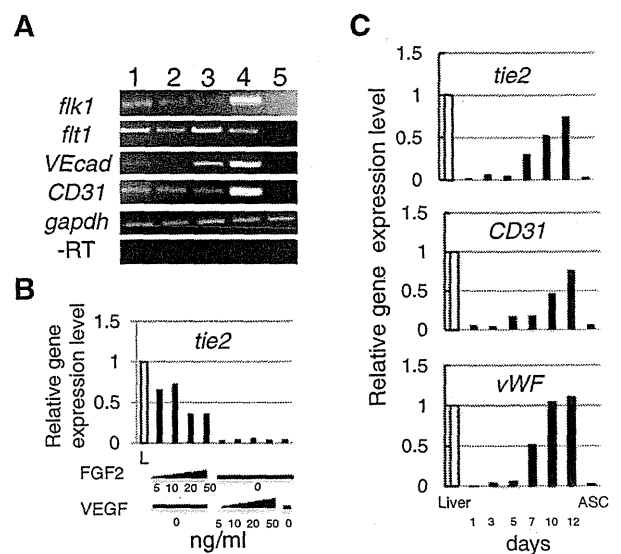 A
1 2 3 4 5
flk1
flt1
VEcad
CD31
gapdh
-RT
B
Relative gene
expression level
1.5
1
0.5
0
tie2
L
FGF2
5 10 20 50 0
VEGF
0 5 10 20 50 0
ng/ml
C
Relative gene expression level
1.5
1
0.5
0
tie2
1.5
1
0.5
0
CD31
1.5
1
0.5
0
vWF
Liver
ASC
1 3 5 7 10 12
days